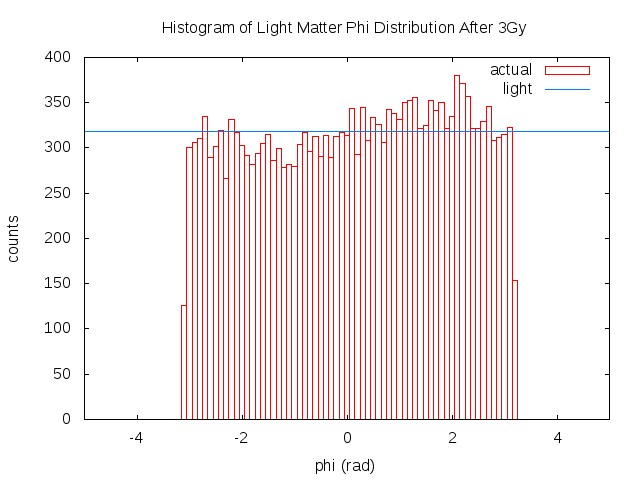 Histogram of Light Matter Phi Distribution After 3Gy
400
350
300
250
200
150
100
50
0
counts
actual
light
-4 -2 0 2 4
phi (rad)